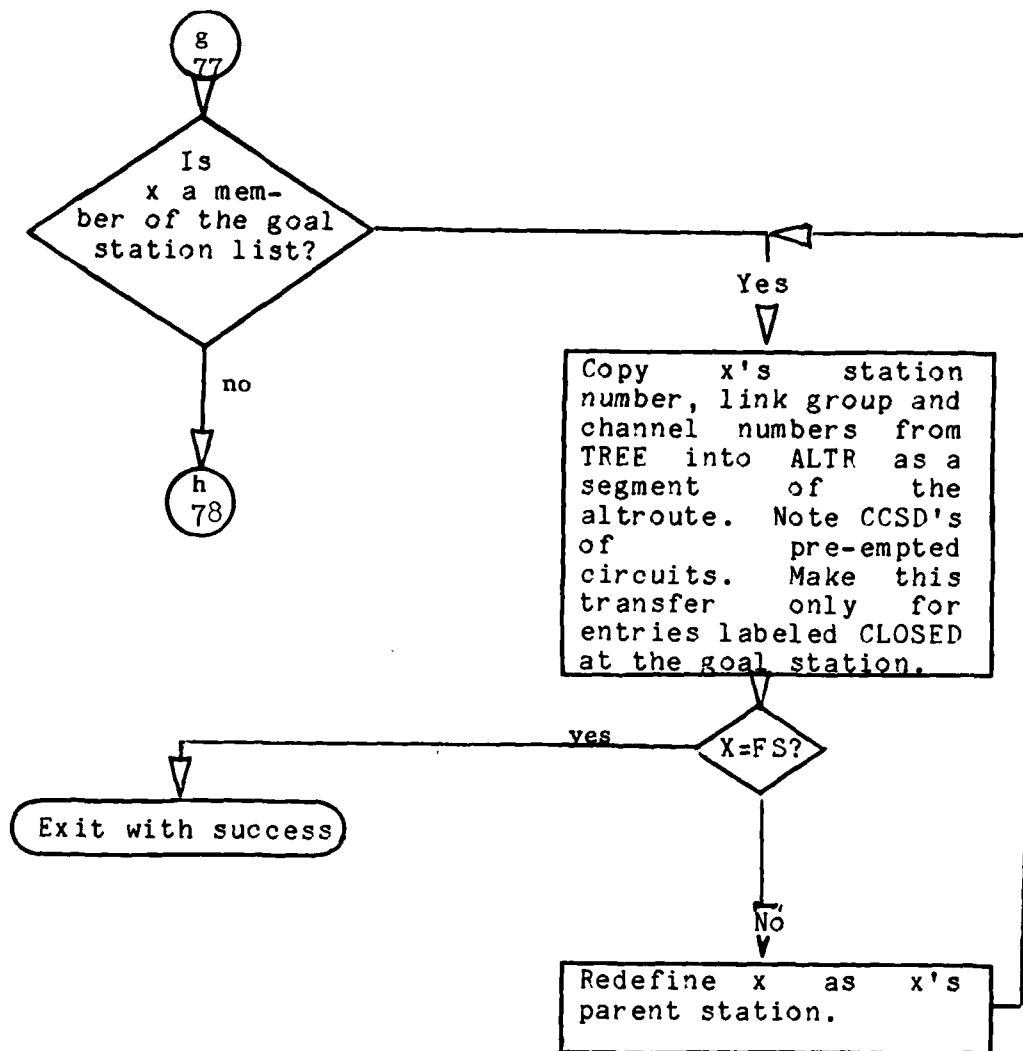 g
77
Is
x a mem-
ber of the goal
station list?
Yes
no
h
78
Copy x's station
number, link group and
channel numbers from
TREE into ALTR as a
segment of the
altroute. Note CCSD's
of pre-empted
circuits. Make this
transfer only for
entries labeled CLOSED
at the goal station.
yes
X=FS?
Exit with success
No
Redefine x as x's
parent station.